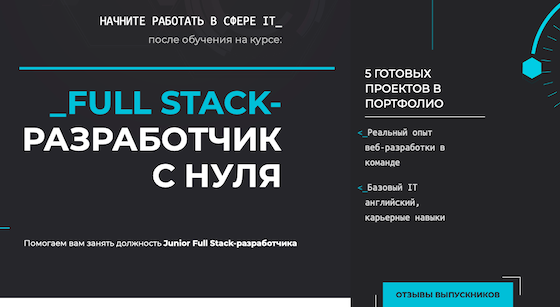 НАЧНИТЕ РАБОТАТЬ В СФЕРЕ IT_
после обучения на курсе:
_FULL STACK-
РАЗРАБОТЧИК
С НУЛЯ
Помогаем вам занять должность Junior Full Stack-разработчика
5 ГОТОВЫХ
ПРОЕКТОВ В
ПОРТФОЛИО
<_Реальный опыт
веб-разработки в
команде
<_Базовый IT
английский,
карьерные навыки
ОТЗЫВЫ ВЫПУСКНИКОВ